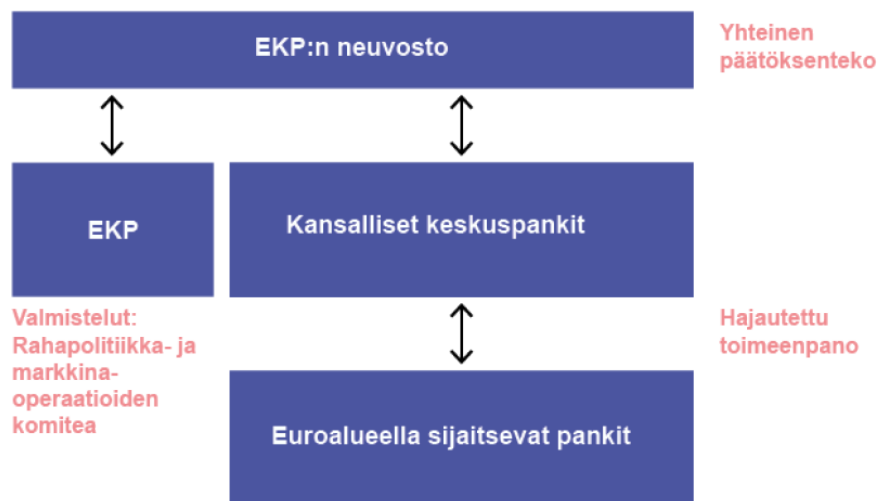 EKP:n neuvosto
Yhteinen
päätöksenteko
EKP
Kansalliset keskuspankit
Valmistelut:
Rahapolitiikka- ja
markkina-
operaatioiden
komitea
Hajautettu
toimeenpano
Euroalueella sijaitsevat pankit